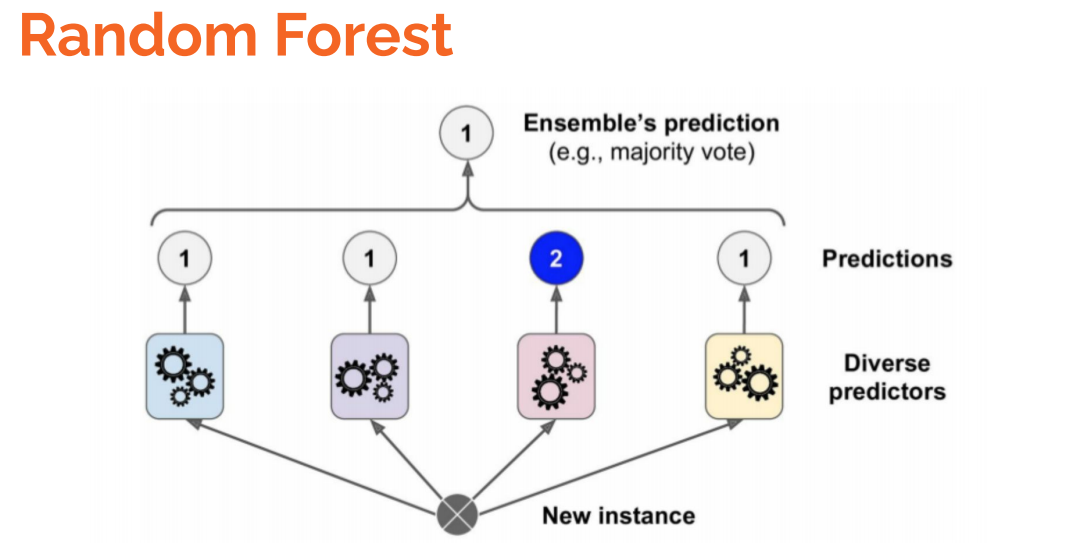 Random Forest
1
Ensemble's prediction
(e.g., majority vote)
1
1
2
1
Predictions
Diverse
predictors
New instance